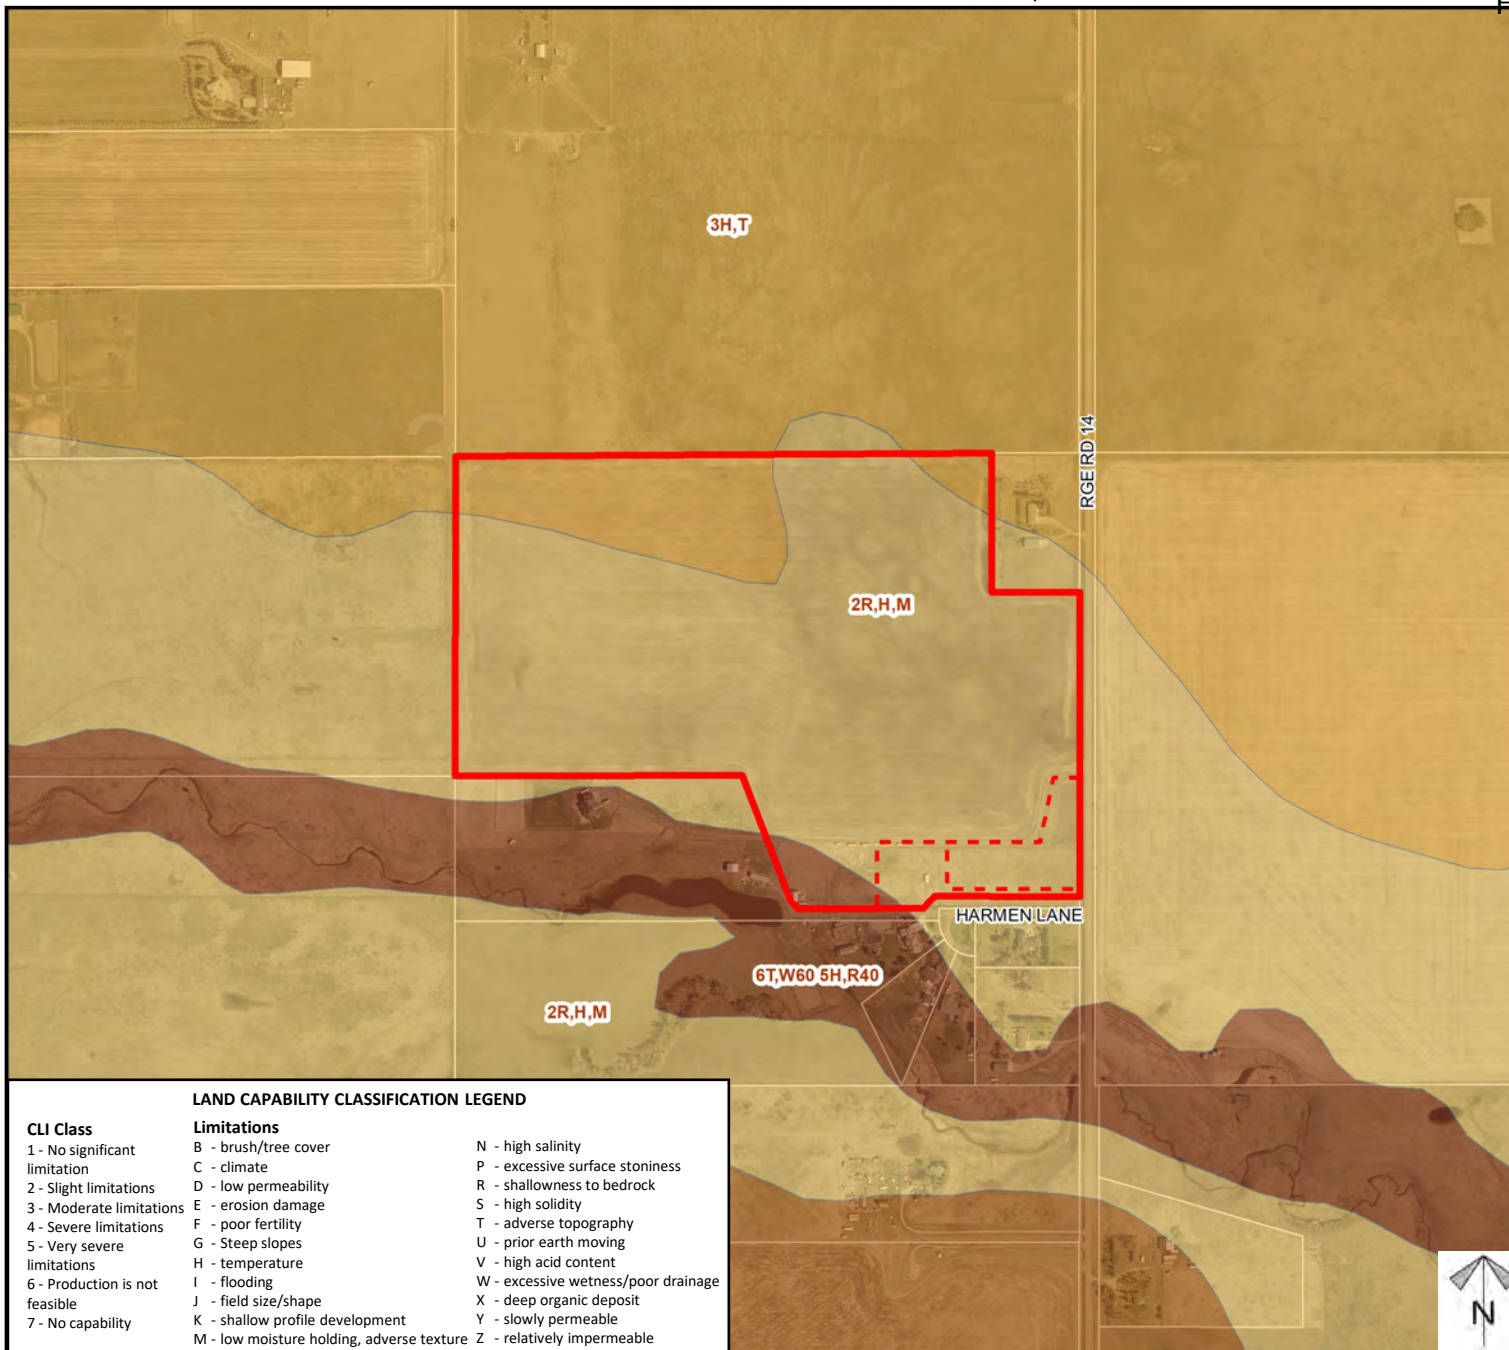 3H,T
RGE RD 14
2R,H,M
HARMEN LANE
6T,W60 5H,R40
2R,H,M
LAND CAPABILITY CLASSIFICATION LEGEND
CLI Class
1 - No significant
limitation
2 - Slight limitations
3 - Moderate limitations
4 - Severe limitations
5 - Very severe
limitations
6 - Production is not
feasible
7 - No capability
Limitations
B - brush/tree cover
C - climate
D - low permeability
E - erosion damage
F - poor fertility
G - Steep slopes
H - temperature
I - flooding
J - field size/shape
K - shallow profile development
M - low moisture holding, adverse texture
N - high salinity
P - excessive surface stoniness
R - shallowness to bedrock
S - high solidity
T - adverse topography
U - prior earth moving
V - high acid content
W - excessive wetness/poor drainage
X - deep organic deposit
Y - slowly permeable
Z - relatively impermeable
N